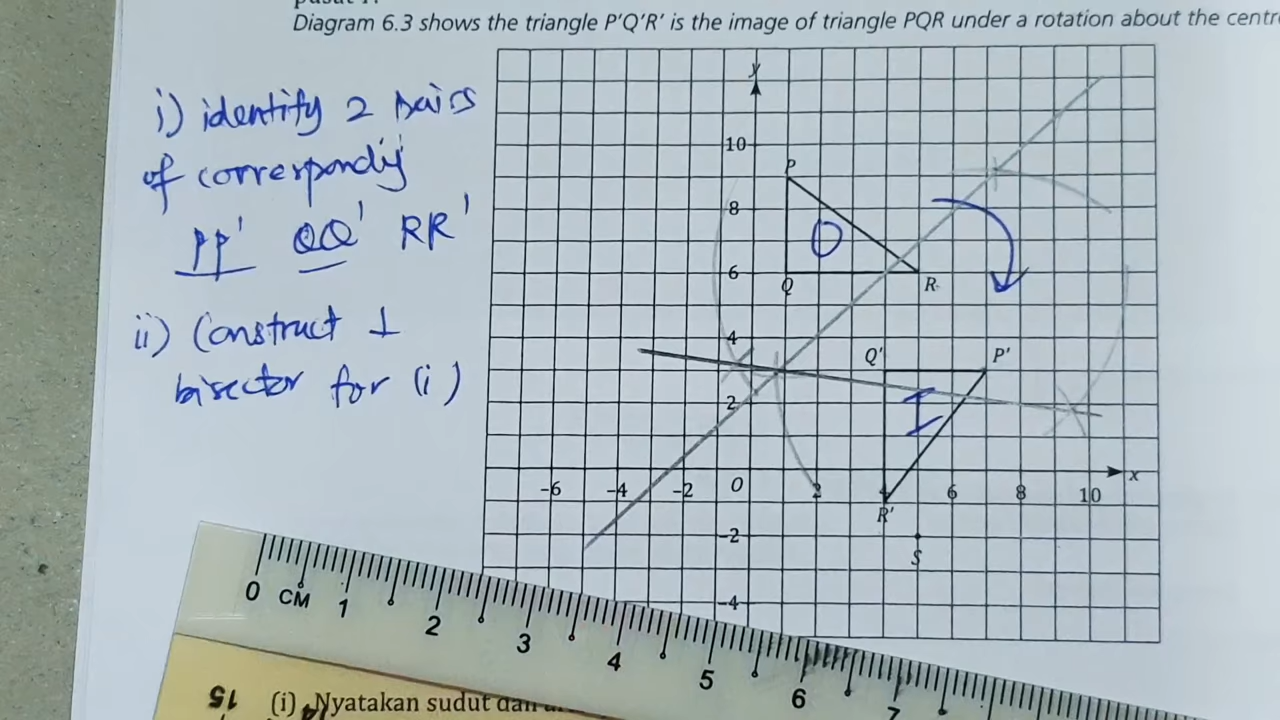 Diagram 6.3 shows the triangle P'Q'R' is the image of triangle PQR under a rotation about the
i) identify 2 pairs
of correspondig
PP' QQ' RR'
ii) Construct ⊥
bisector for (i)
y
10
8
6
4
2
P
O
Q
R
Q'
P'
I
-6 -4 -2 O 2 4 6 8 10 x
R'
-2
S
-4
0 CM 1 2 3 4 5 6 7
15
(i) Nyatakan sudut dan